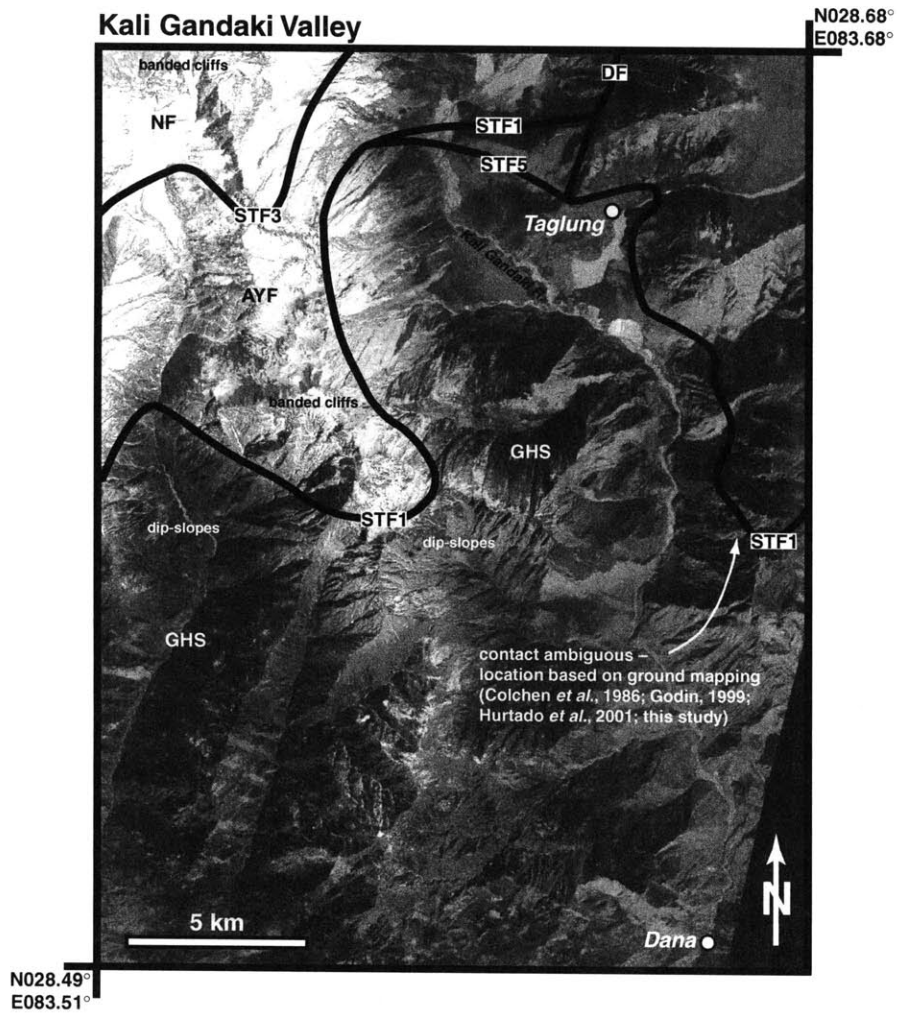 Kali Gandaki Valley
N028.68°
E083.68°
banded cliffs
NF
DF
STF1
STF5
STF3
Taglung
Kali Gandaki
AYF
banded cliffs
GHS
STF1
dip-slopes
dip-slopes
STF1
GHS
contact ambiguous –
location based on ground mapping
(Colchen et al., 1986; Godin, 1999;
Hurtado et al., 2001; this study)
5 km
N
Dana
N028.49°
E083.51°